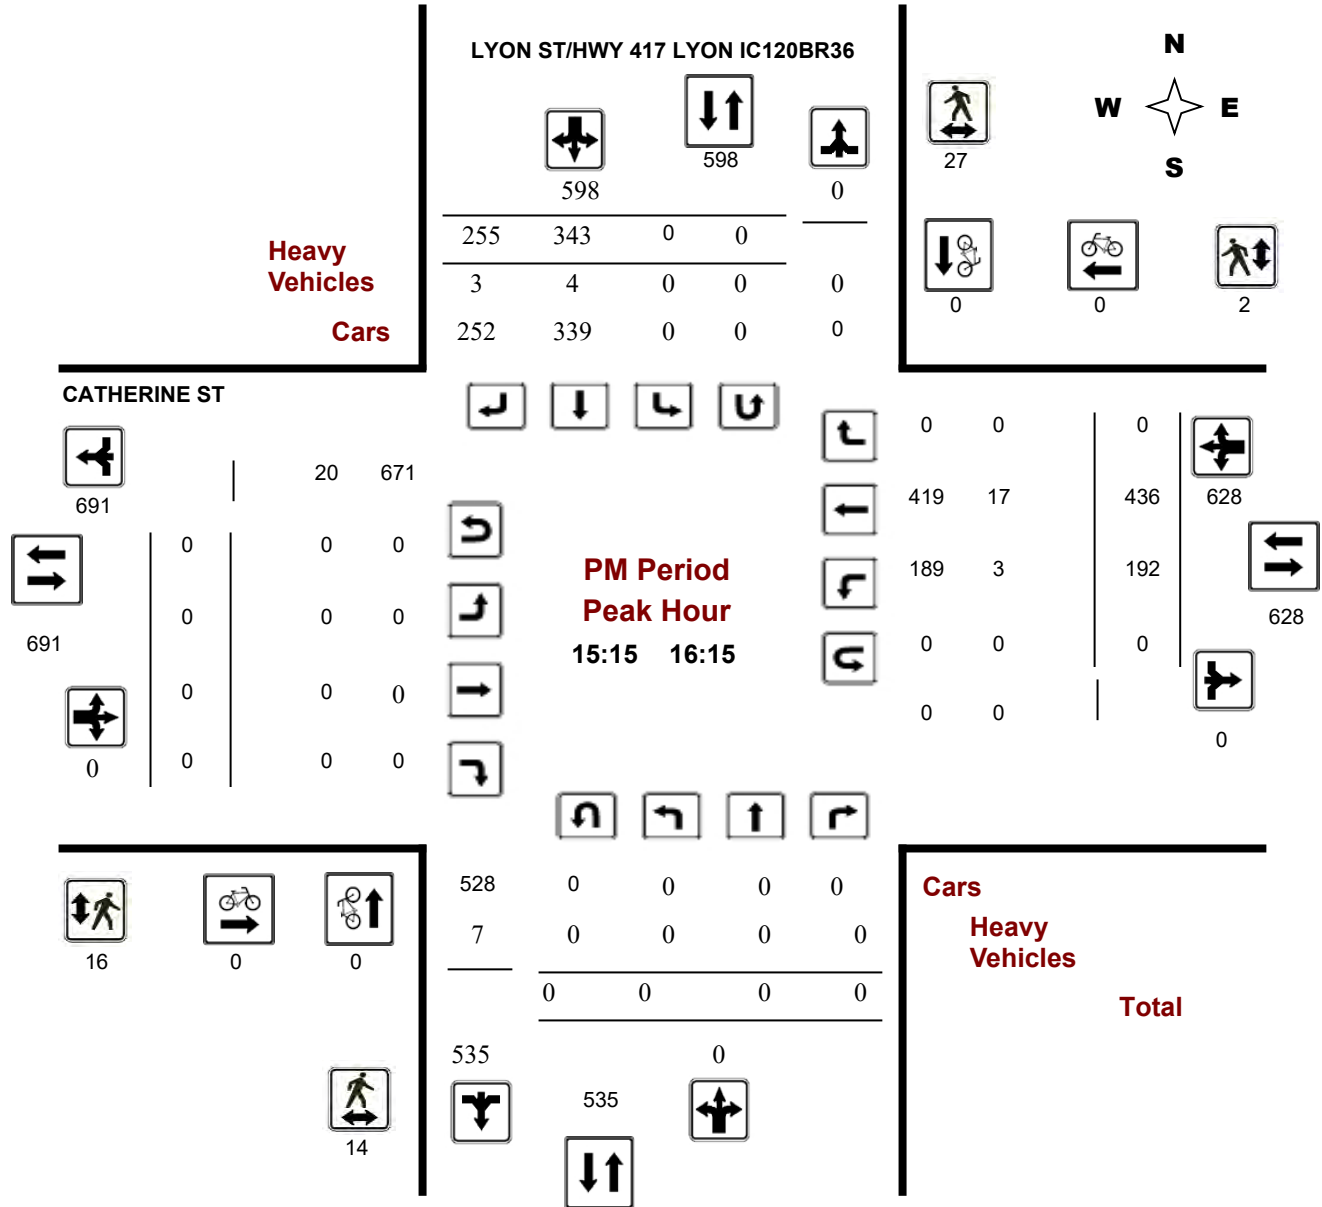 LYON ST/HWY 417 LYON IC120BR36
N
W E
S
598
598
0
27
255 343 0 0
Heavy
Vehicles
3 4 0 0 0
0 0 2
Cars
252 339 0 0 0
CATHERINE ST
0 0 0
20 671
691
419 17 436 628
0 0 0
PM Period
189 3 192
Peak Hour
0 0 0
628
691
15:15 16:15
0 0 0
0 0 0
0 0
0
0 0 0
0
528 0 0 0 0
Cars
7 0 0 0 0
Heavy
Vehicles
16 0 0
0 0 0 0
Total
535 0
535
14